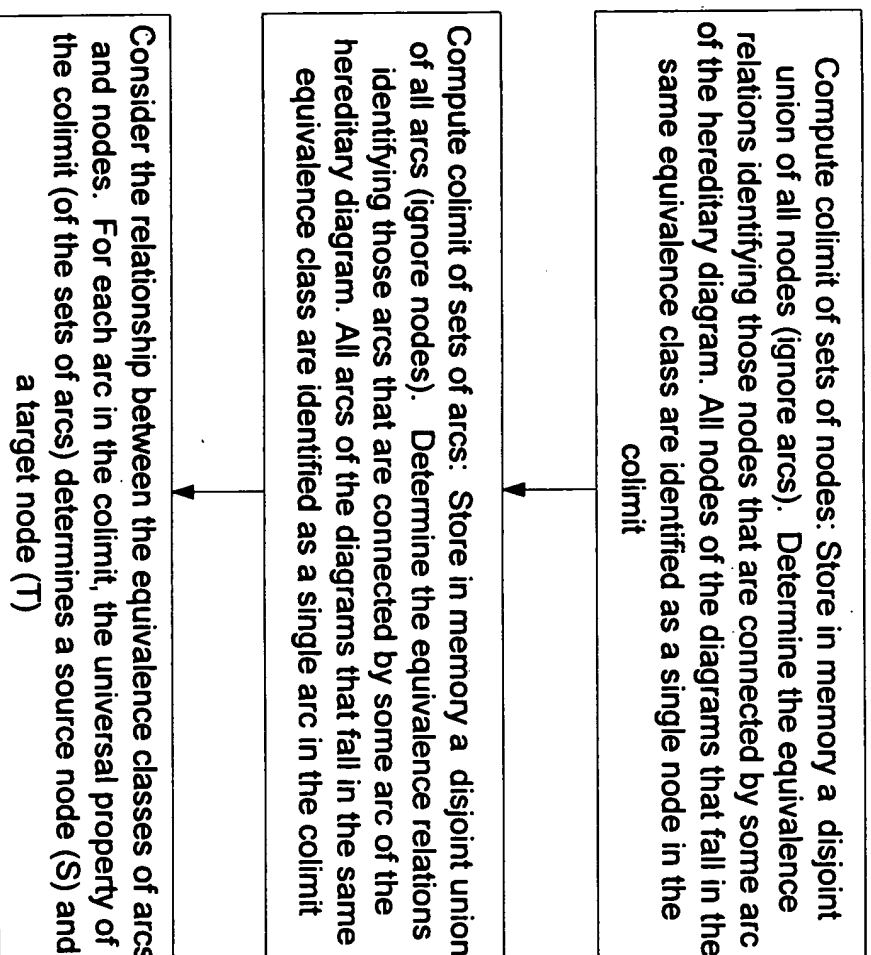 Compute colimit of sets of nodes: Store in memory a disjoint
union of all nodes (ignore arcs). Determine the equivalence
relations identifying those nodes that are connected by some arc
of the hereditary diagram. All nodes of the diagrams that fall in the
same equivalence class are identified as a single node in the
colimit
Compute colimit of sets of arcs: Store in memory a disjoint union
of all arcs (ignore nodes). Determine the equivalence relations
identifying those arcs that are connected by some arc of the
hereditary diagram. All arcs of the diagrams that fall in the same
equivalence class are identified as a single arc in the colimit
Consider the relationship between the equivalence classes of arcs
and nodes. For each arc in the colimit, the universal property of
the colimit (of the sets of arcs) determines a source node (S) and
a target node (T)